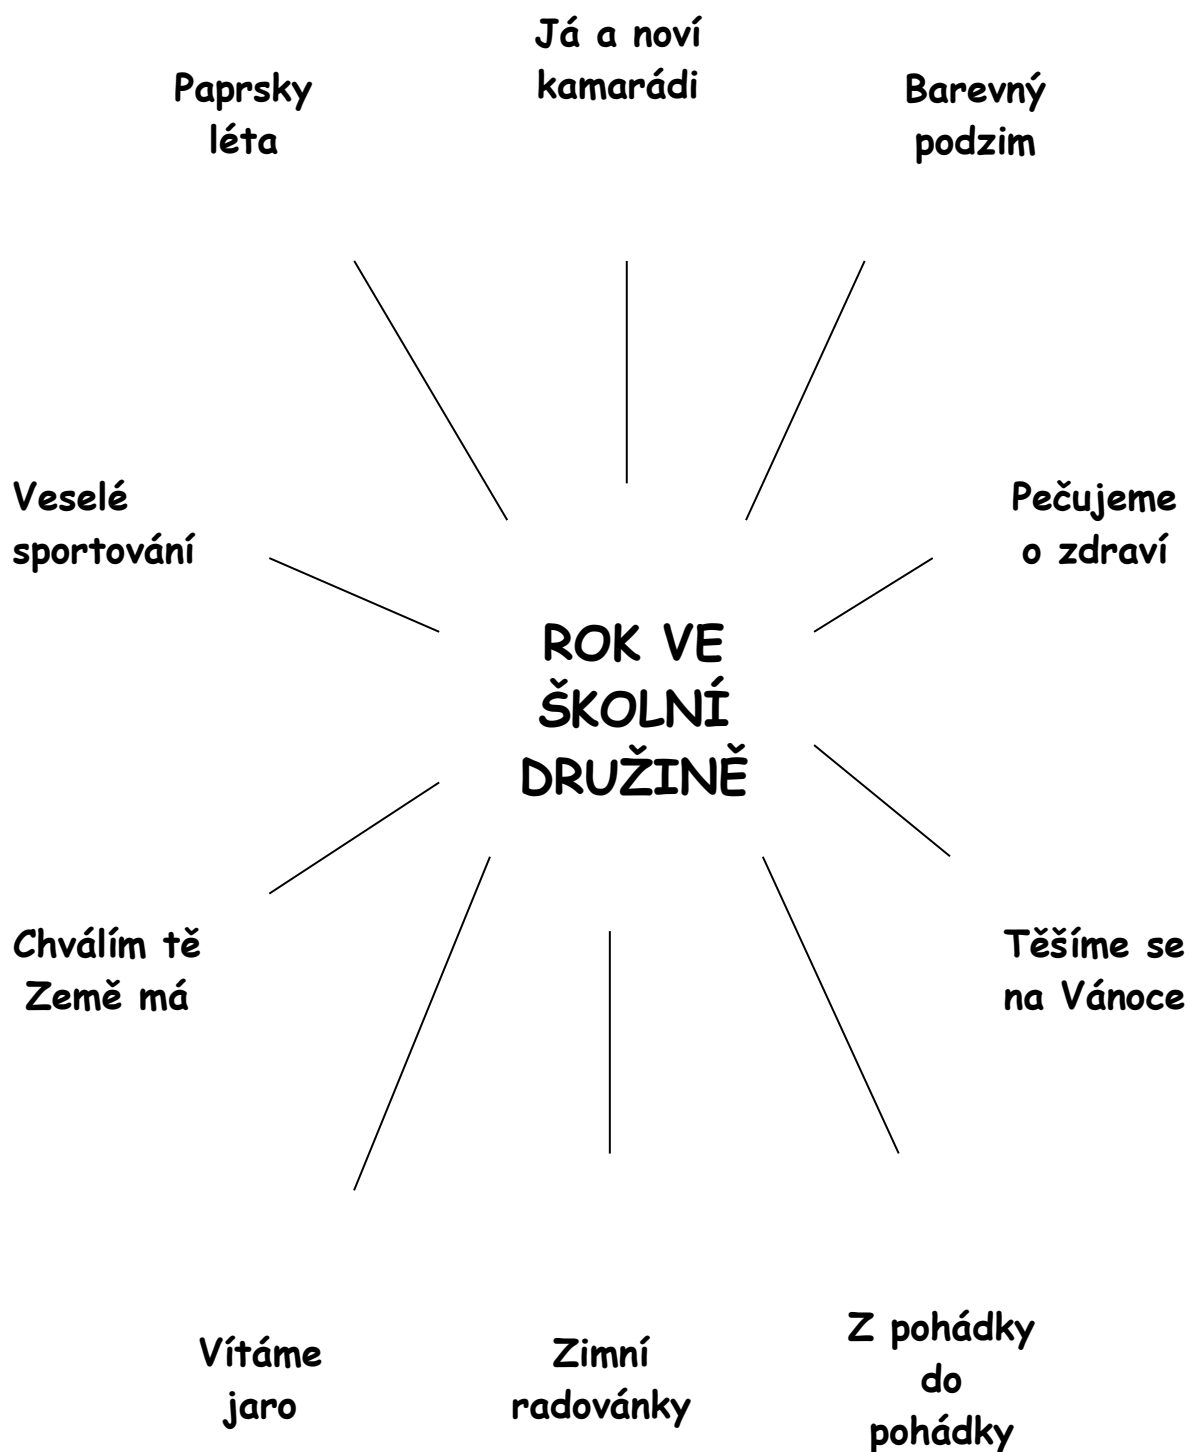 Já a noví
kamarádi
Paprsky
léta
Barevný
podzim
Veselé
sportování
Pečujeme
o zdraví
ROK VE
ŠKOLNÍ
DRUŽINĚ
Chválím tě
Země má
Těšíme se
na Vánoce
Vítáme
jaro
Zimní
radovánky
Z pohádky
do
pohádky